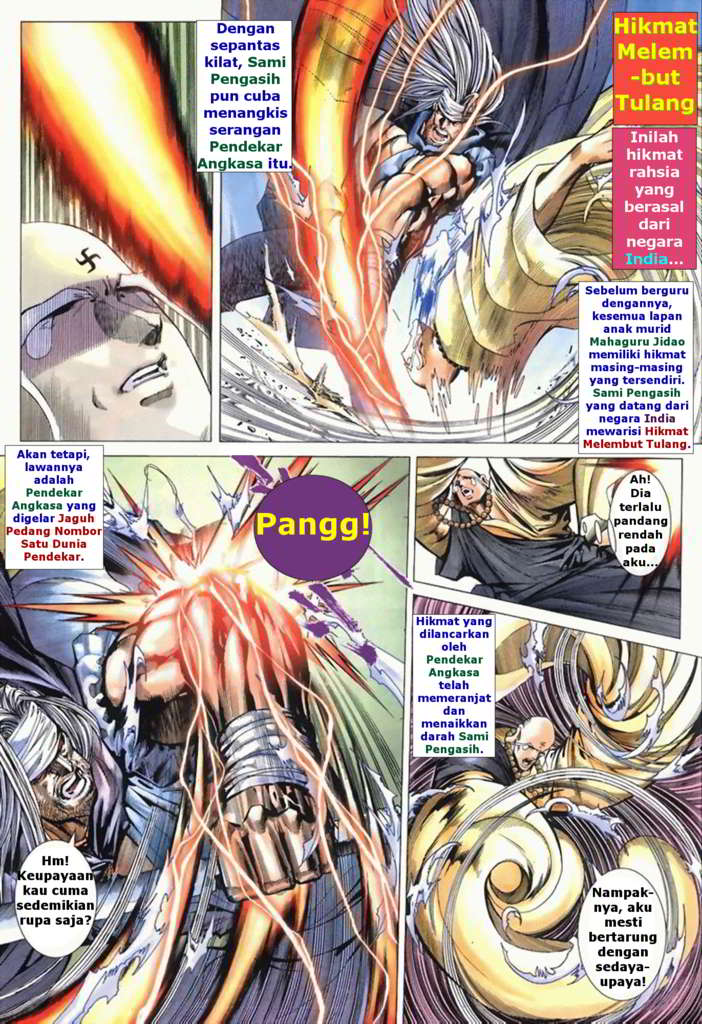 Dengan
sepantas
kilat, Sami
Pengasih
pun cuba
menangkis
serangan
Pendekar
Angkasa itu.
Hikmat
Melem
-but
Tulang
Inilah
hikmat
rahsia
yang
berasal
dari
negara
India...
Sebelum berguru
dengannya,
kesemua lapan
anak murid
Mahaguru Jidao
memiliki hikmat
masing-masing
yang tersendiri.
Sami Pengasih
yang datang dari
negara India
mewarisi Hikmat
Melembut Tulang.
Akan tetapi,
lawannya
adalah
Pendekar
Angkasa yang
digelar Jaguh
Pedang Nombor
Satu Dunia
Pendekar.
Pangg!
Ah!
Dia
terlalu
pandang
rendah
pada
aku...
Hm!
Keupayaan
kau cuma
sedemikian
rupa saja?
Hikmat yang
dilancarkan
oleh
Pendekar
Angkasa
telah
memeranjat
dan
menaikkan
darah Sami
Pengasih.
Nampak-
nya, aku
mesti
bertarung
dengan
sedaya-
upaya!